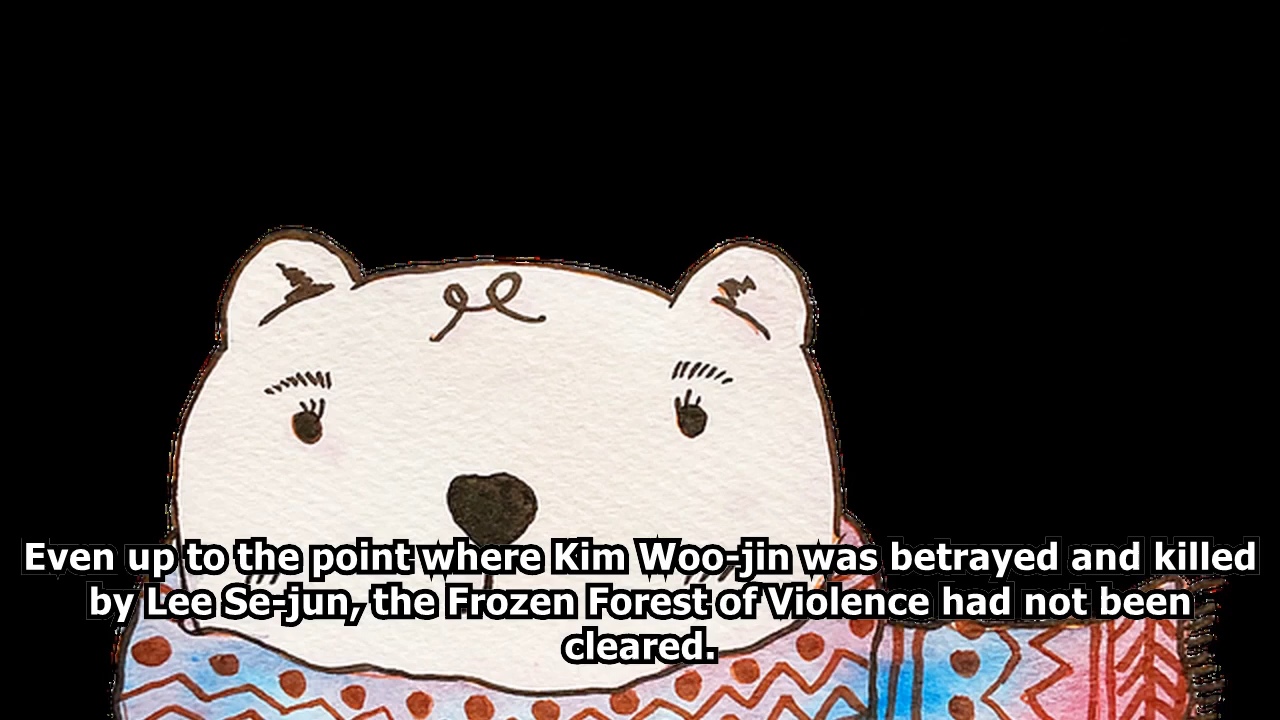 Even up to the point where Kim Woo-jin was betrayed and killed
by Lee Se-jun, the Frozen Forest of Violence had not been
cleared.